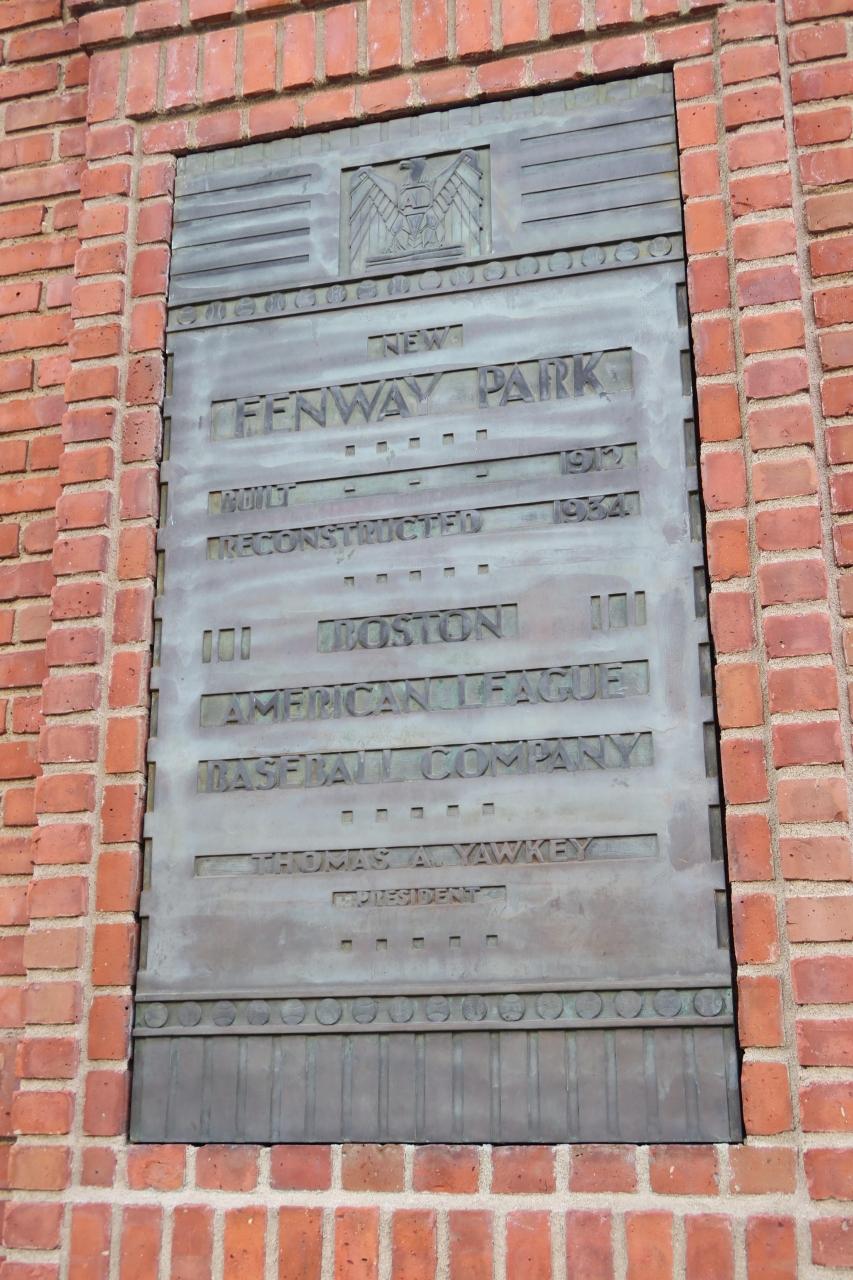 AL
NEW
FENWAY PARK
BUILT 1912
RECONSTRUCTED 1934
BOSTON
AMERICAN LEAGUE
BASEBALL COMPANY
THOMAS A. YAWKEY
PRESIDENT